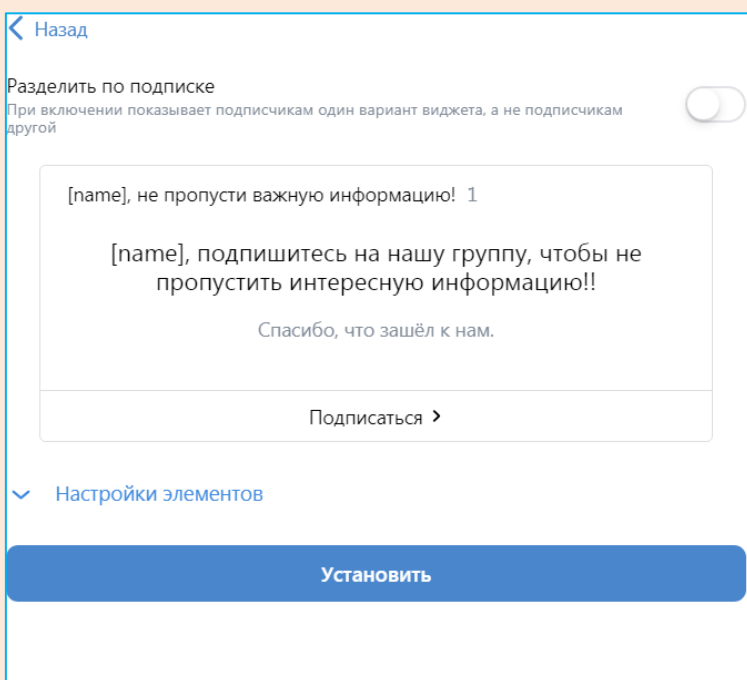 Назад
Разделить по подписке
При включении показывает подписчикам один вариант виджета, а не подписчикам
другой
[name], не пропусти важную информацию! 1
[name], подпишитесь на нашу группу, чтобы не
пропустить интересную информацию!!
Спасибо, что зашёл к нам.
Подписаться
Настройки элементов
Установить